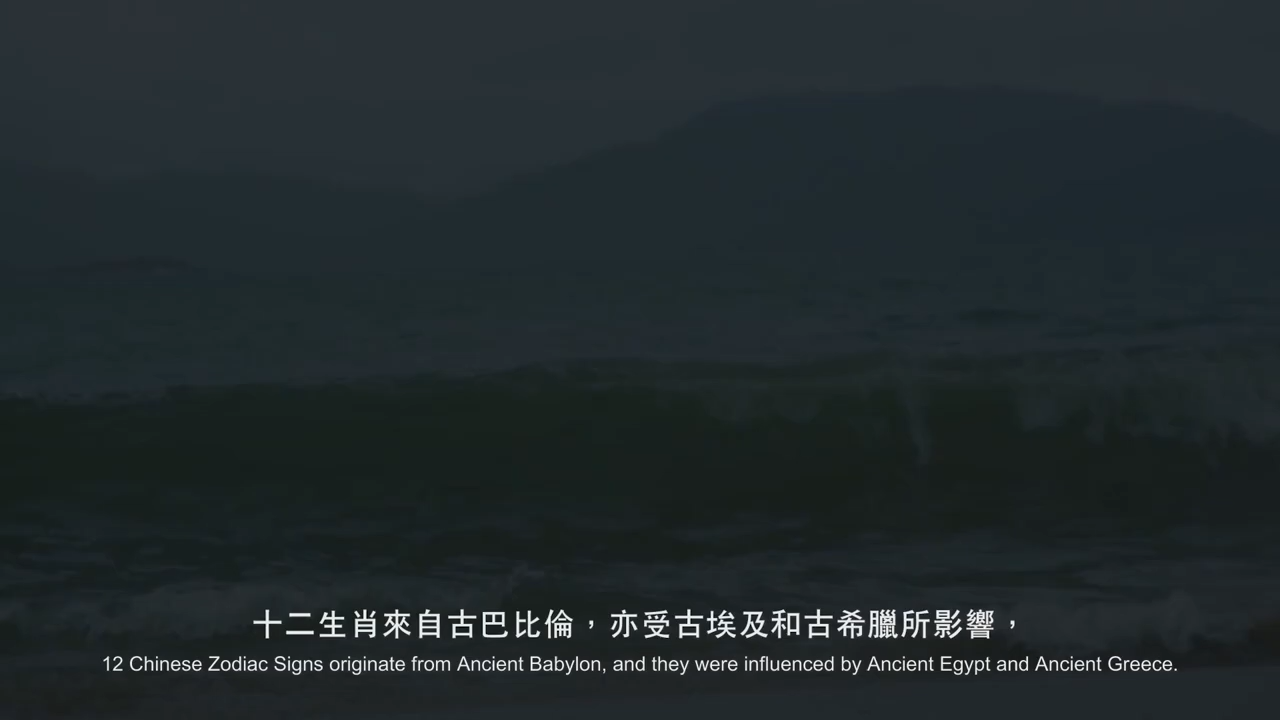 十二生肖來自古巴比倫，亦受古埃及和古希臘所影響，
12 Chinese Zodiac Signs originate from Ancient Babylon, and they were influenced by Ancient Egypt and Ancient Greece.